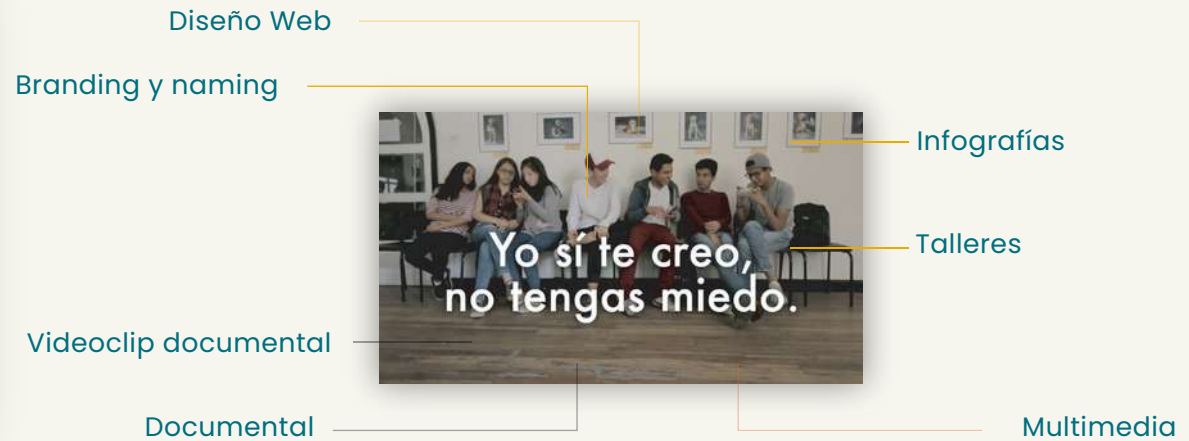 Diseño Web
Branding y naming
Infografías
Yo sí te creo,
no tengas miedo.
Talleres
Videoclip documental
Documental
Multimedia